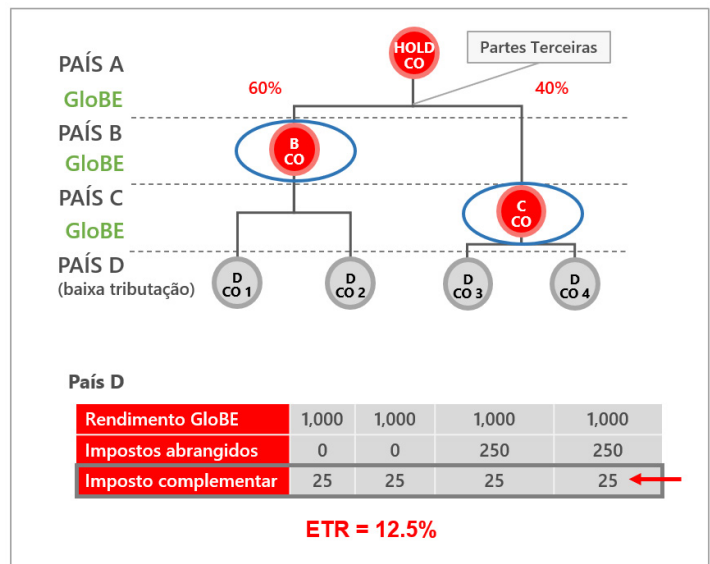 HOLD
CO
Partes Terceiras
PAÍS A
60%
40%
GloBE
PAÍS B
B
CO
GloBE
PAÍS C
C
CO
GloBE
PAÍS D
(baixa tributação)
D
CO 1
D
CO 2
D
CO 3
D
CO 4
País D
Rendimento GloBE 1,000 1,000 1,000 1,000
Impostos abrangidos 0 0 250 250
Imposto complementar 25 25 25 25
ETR = 12.5%